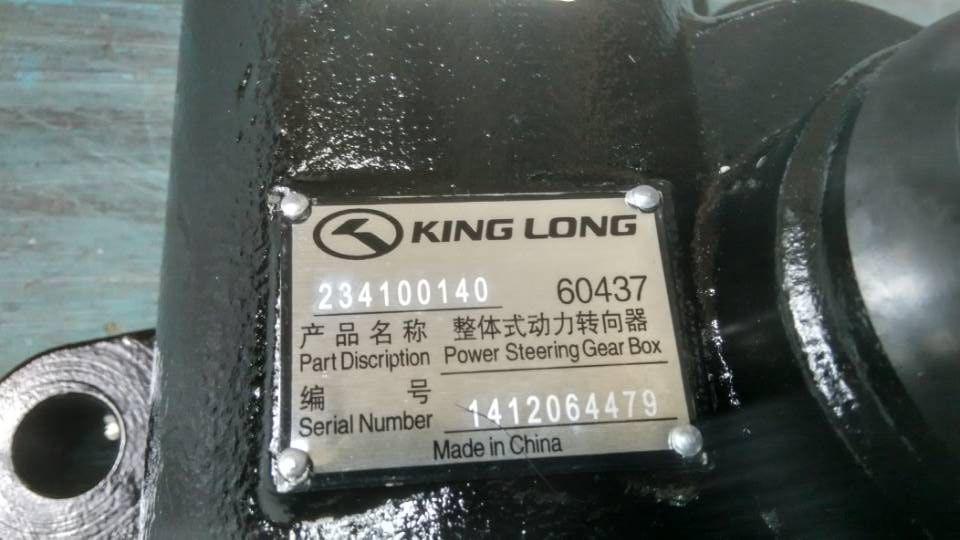 KING LONG
234100140 60437
产品名称 整体式动力转向器
Part Discription Power Steering Gear Box
编 号
Serial Number 1412064479
Made in China